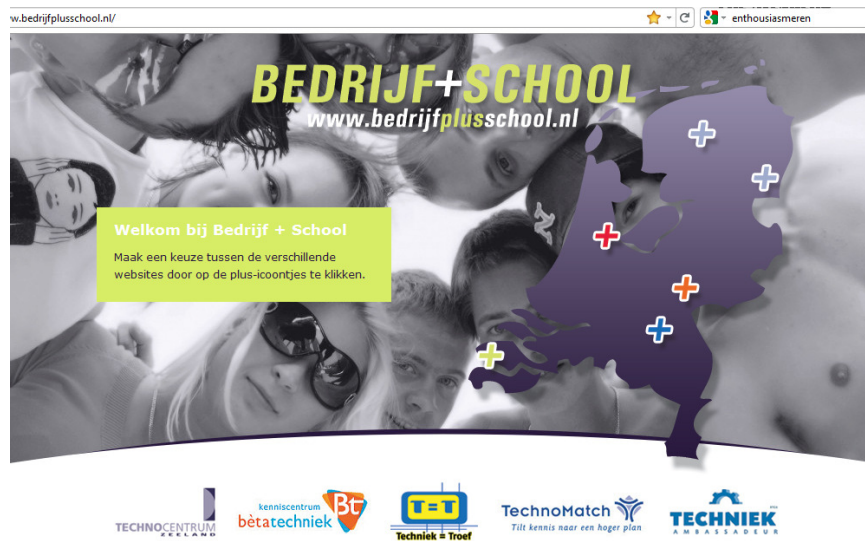 w.bedrijfplusschool.nl/
enthousiasmeren
BEDRIJF+SCHOOL
www.bedrijfplusschool.nl
Welkom bij Bedrijf + School
Maak een keuze tussen de verschillende
websites door op de plus-icoontjes te klikken.
TECHNOCENTRUM
ZEELAND
kenniscentrum
bètatechniek
Bt
T=T
Techniek = Troef
TechnoMatch
Tilt kennis naar een hoger plan
TECHNIEK
AMBASSADEUR